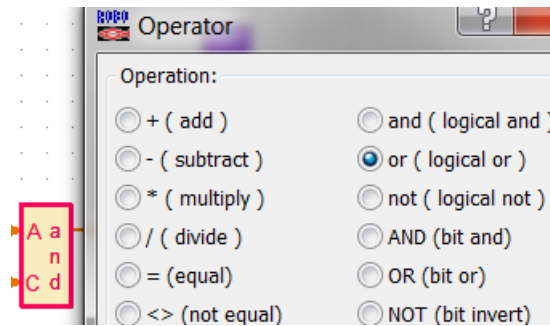 ROBO
Operator
Operation:
+ ( add )
and ( logical and )
- ( subtract )
or ( logical or )
* ( multiply )
not ( logical not )
/ ( divide )
AND (bit and)
= (equal)
OR (bit or)
<> (not equal)
NOT (bit invert)
A a
n
C d